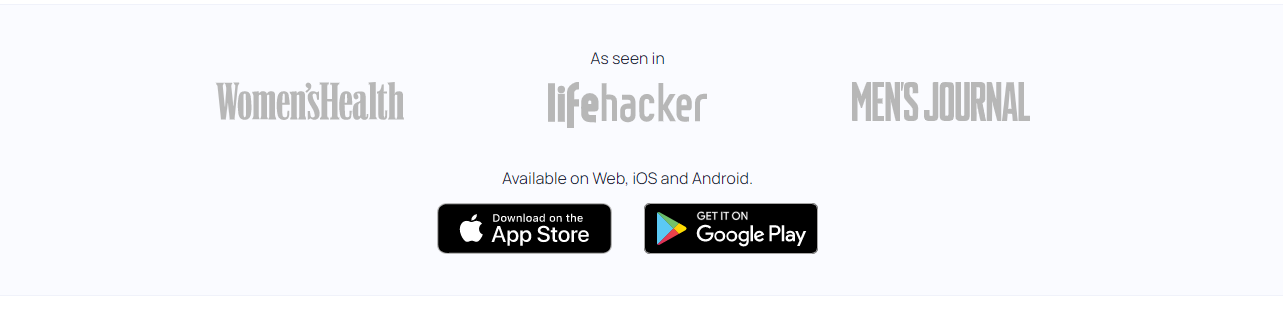 As seen in
Women'sHealth
lifehacker
MEN'S JOURNAL
Available on Web, iOS and Android.
Download on the
App Store
GET IT ON
Google Play